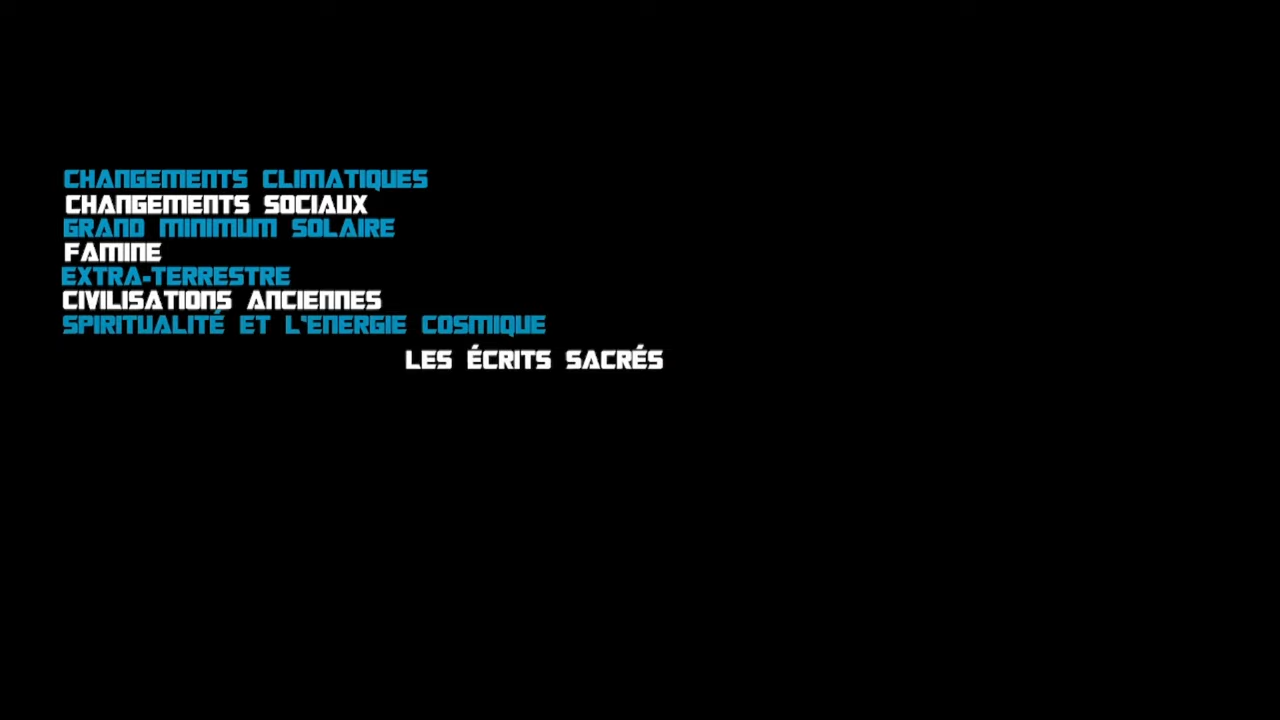 CHANGEMENTS CLIMATIQUES
CHANGEMENTS SOCIAUX
GRAND MINIMUM SOLAIRE
FAMINE
EXTRA-TERRESTRE
CIVILISATIONS ANCIENNES
SPIRITUALITÉ ET L'ENERGIE COSMIQUE
LES ÉCRITS SACRÉS